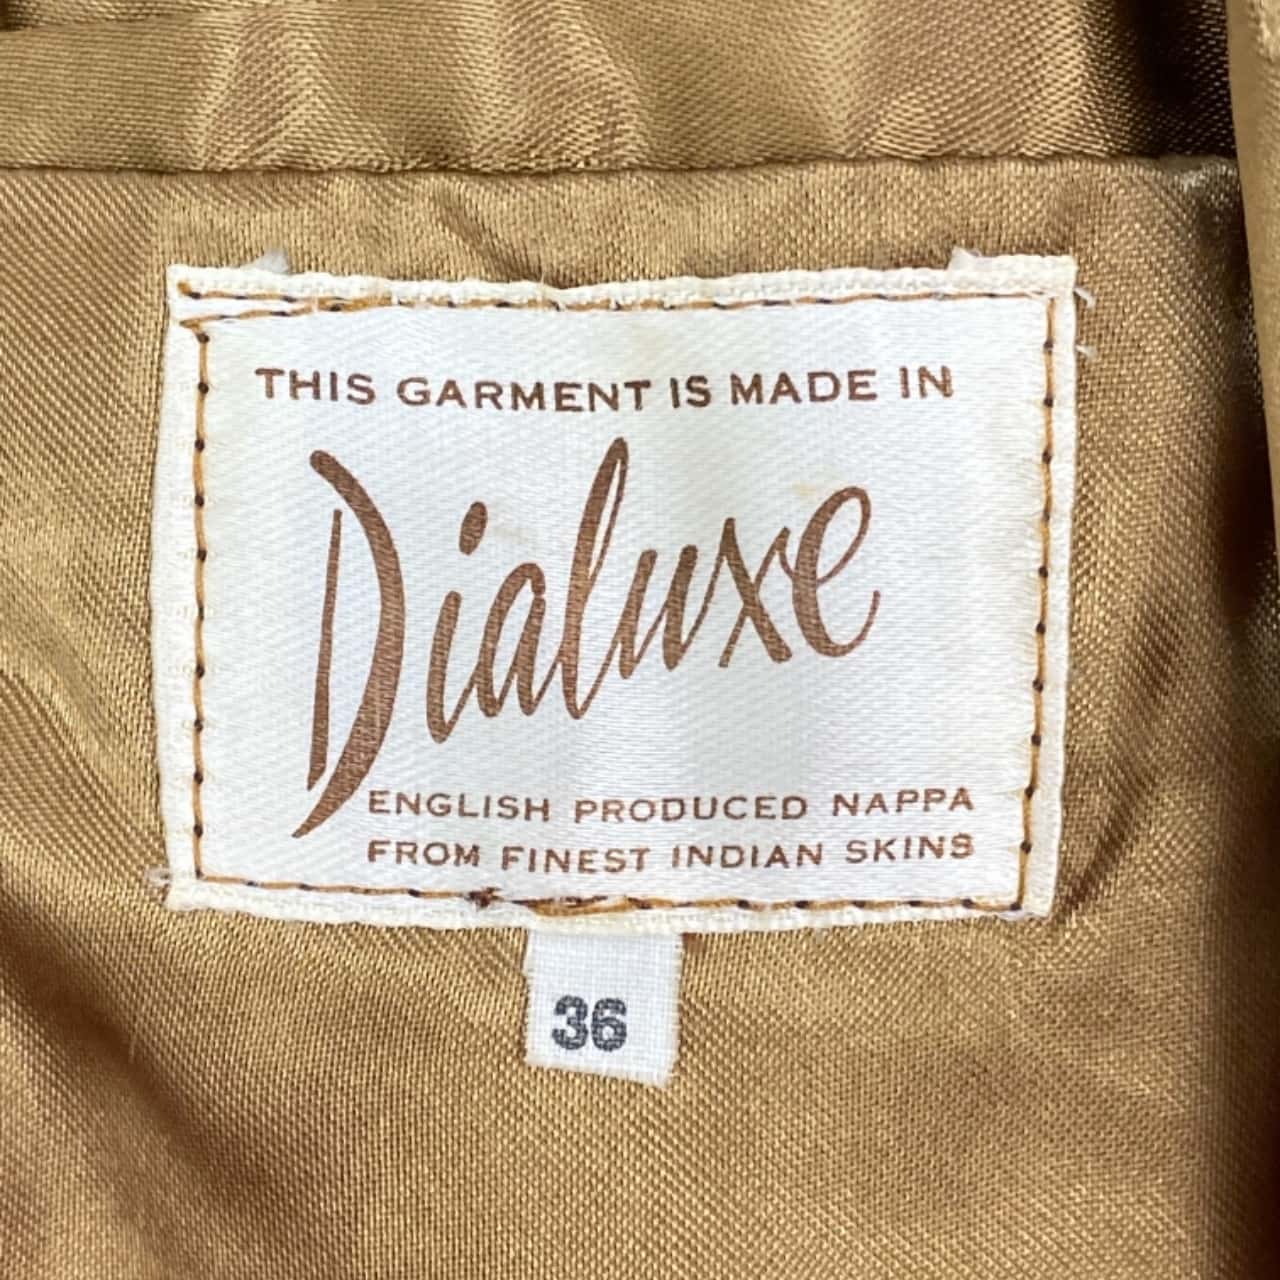 THIS GARMENT IS MADE IN
Dialuxe
ENGLISH PRODUCED NAPPA
FROM FINEST INDIAN SKINS
36